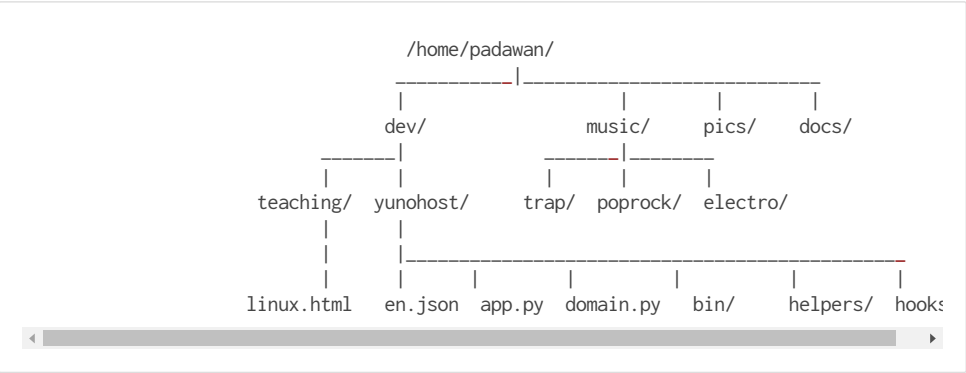 /home/padawan/
dev/ music/ pics/ docs/
teaching/ yunohost/ trap/ poprock/ electro/
linux.html en.json app.py domain.py bin/ helpers/ hooks